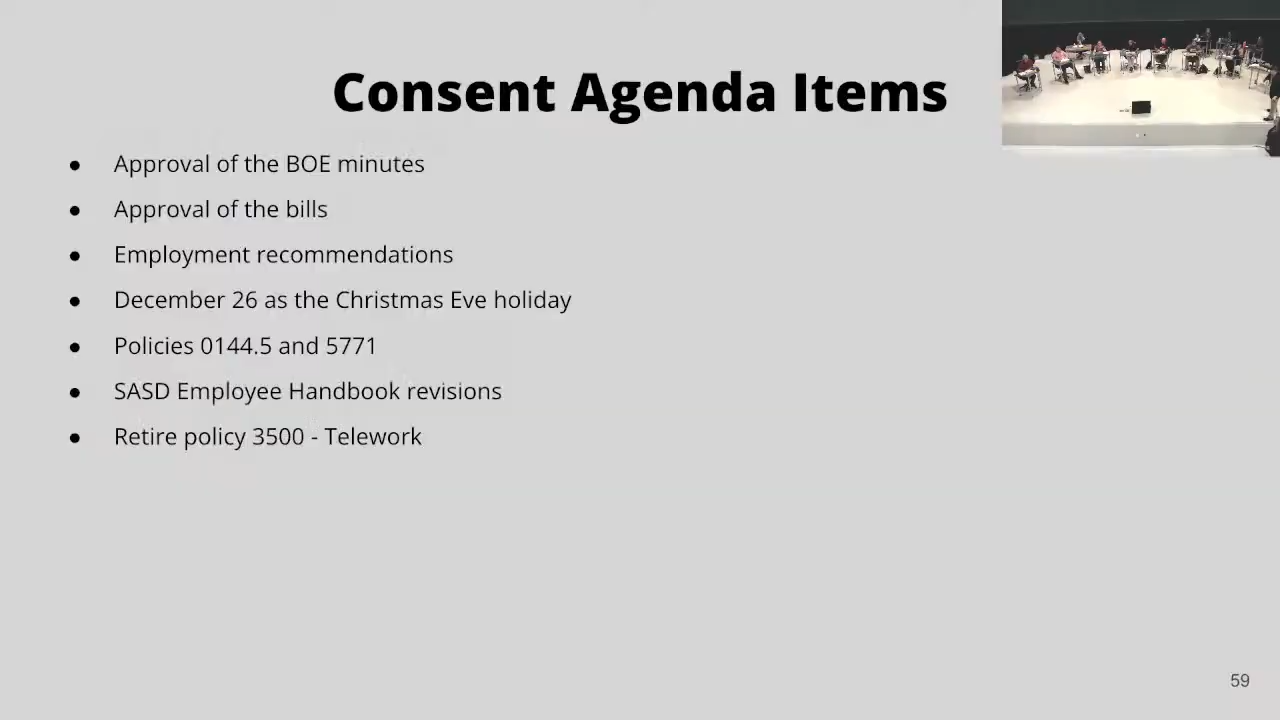 Consent Agenda Items
● Approval of the BOE minutes
● Approval of the bills
● Employment recommendations
● December 26 as the Christmas Eve holiday
● Policies 0144.5 and 5771
● SASD Employee Handbook revisions
● Retire policy 3500 - Telework
59